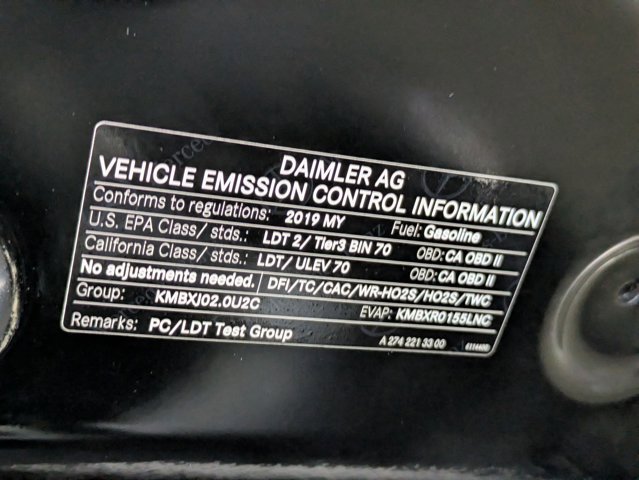 DAIMLER AG
VEHICLE EMISSION CONTROL INFORMATION
Conforms to regulations: 2019 MY Fuel: Gasoline
U.S. EPA Class/ stds.: LDT 2/ Tier3 BIN 70 OBD: CA OBD II
California Class/ stds.: LDT/ ULEV 70 OBD: CA OBD II
No adjustments needed. DFI/TC/CAC/WR-HO2S/HO2S/TWC
Group: KMBXJ02.0U2C EVAP: KMBXR0155LNC
Remarks: PC/LDT Test Group A 274 221 33 00